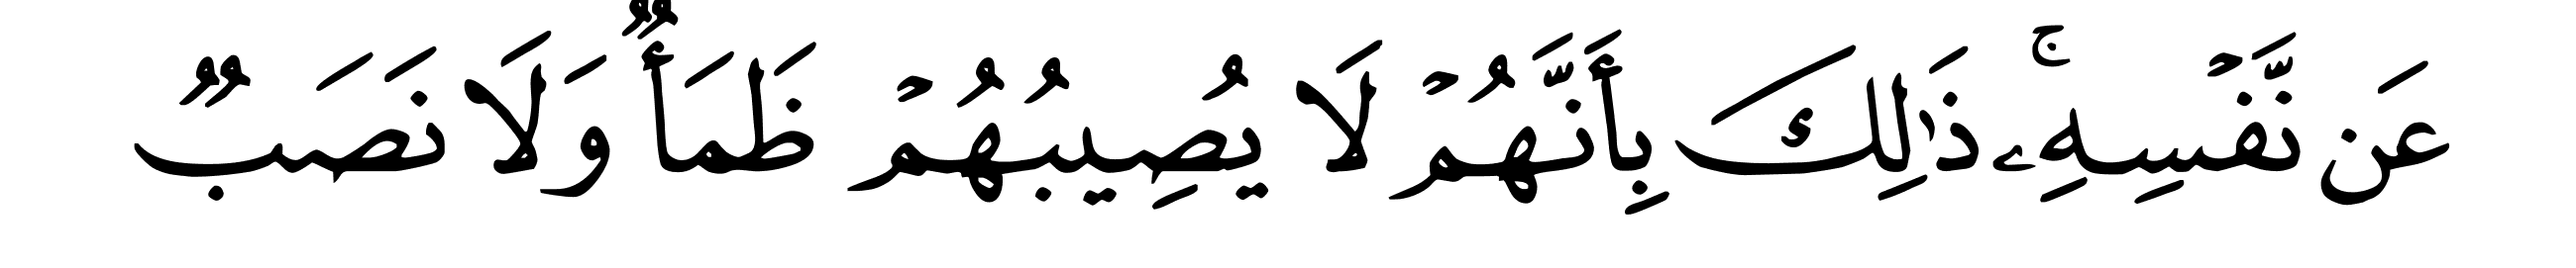 عَن نَّفْسِهِۦ ۚ ذَٰلِكَ بِأَنَّهُمْ لَا يُصِيبُهُمْ ظَمَأٌ وَلَا نَصَبٌ